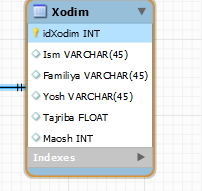 Xodim
idXodim INT
Ism VARCHAR(45)
Familiya VARCHAR(45)
Yosh VARCHAR(45)
Tajriba FLOAT
Maosh INT
Indexes